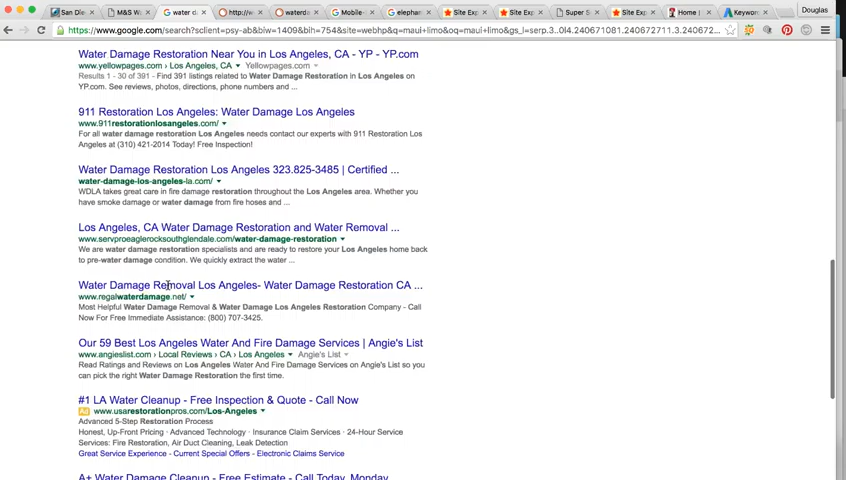 San Die
M&S W
water d
http://w
waterda
Mobile-
elephan
Site Exp
Site Exp
Super S
Site Exp
Home |
Keyword
Douglas
https://www.google.com/search?sclient=psy-ab&biw=1409&bih=754&site=webhp&q=maui+limo&oq=maui+limo&gs_l=serp.3...
Water Damage Restoration Near You in Los Angeles, CA - YP - YP.com
www.yellowpages.com › Los Angeles, CA ▾ Yellowpages.com ▾
Results 1 - 30 of 391 - Find 391 listings related to Water Damage Restoration in Los Angeles on
YP.com. See reviews, photos, directions, phone numbers and ...
911 Restoration Los Angeles: Water Damage Los Angeles
www.911restorationlosangeles.com/ ▾
For all water damage restoration Los Angeles needs contact our experts with 911 Restoration
Los Angeles at (310) 421-2014 Today! Free Inspection!
Water Damage Restoration Los Angeles 323.825-3485 | Certified ...
water-damage-los-angeles-la.com/ ▾
WDLA takes great care in fire damage restoration throughout the Los Angeles area. Whether you
have smoke damage or water damage from fire hoses and ...
Los Angeles, CA Water Damage Restoration and Water Removal ...
www.servproeaglerocksouthglendale.com/water-damage-restoration ▾
We are water damage restoration specialists and are ready to restore your Los Angeles home back
to pre-water damage condition. We quickly extract the water ...
Water Damage Removal Los Angeles- Water Damage Restoration CA ...
www.regalwaterdamage.net/ ▾
Most Helpful Water Damage Removal & Water Damage Los Angeles Restoration Company - Call
Now For Free Immediate Assistance: (800) 707-3425.
Our 59 Best Los Angeles Water And Fire Damage Services | Angie's List
www.angieslist.com › Local Reviews › CA › Los Angeles ▾ Angie's List ▾
Read Ratings and Reviews on Los Angeles Water And Fire Damage Services on Angie's List so you
can pick the right Water Damage Restoration the first time.
#1 LA Water Cleanup - Free Inspection & Quote - Call Now
Ad www.usarestorationpros.com/Los-Angeles ▾
Advanced 5-Step Restoration Process
Honest, Up-Front Pricing · Advanced Technology · Insurance Claim Services · 24-Hour Service
Services: Fire Restoration, Air Duct Cleaning, Leak Detection
Great Service Experience - Current Special Offers - Electronic Claims Service
A+ Water Damage Cleanup - Free Estimate - Call Today, Monday